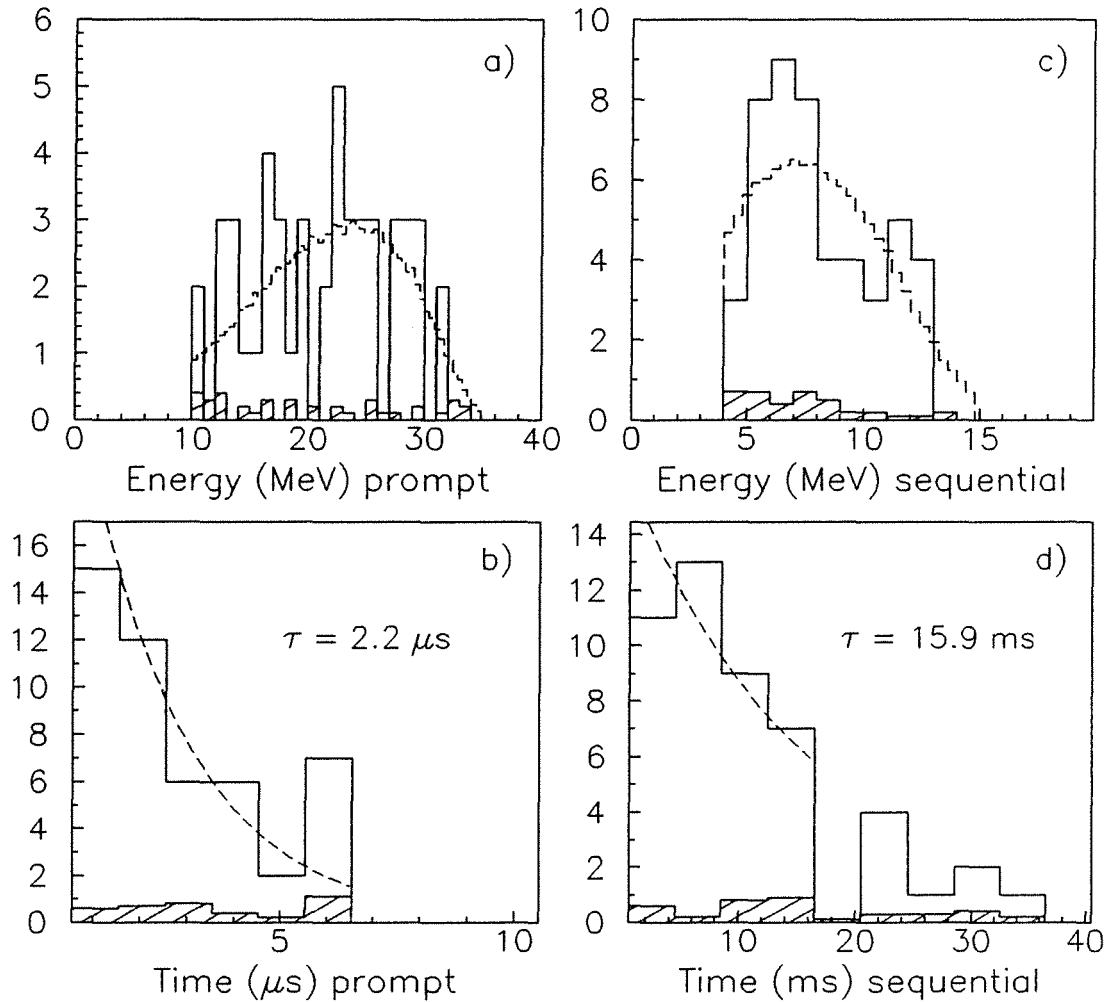 6
5
4
3
2
1
0
0 10 20 30 40
a)
Energy (MeV) prompt
10
8
6
4
2
0
0 5 10 15
c)
Energy (MeV) sequential
16
14
12
10
8
6
4
2
0
5 10
b)
τ = 2.2 μs
Time (μs) prompt
14
12
10
8
6
4
2
0
10 20 30 40
d)
τ = 15.9 ms
Time (ms) sequential